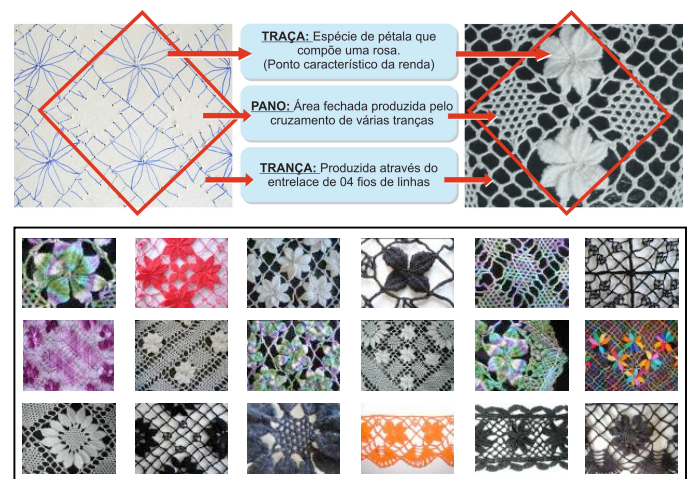 TRAÇA: Espécie de pétala que
compõe uma rosa.
(Ponto característico da renda)
PANO: Área fechada produzida pelo
cruzamento de várias tranças
TRANÇA: Produzida através do
entrelace de 04 fios de linhas